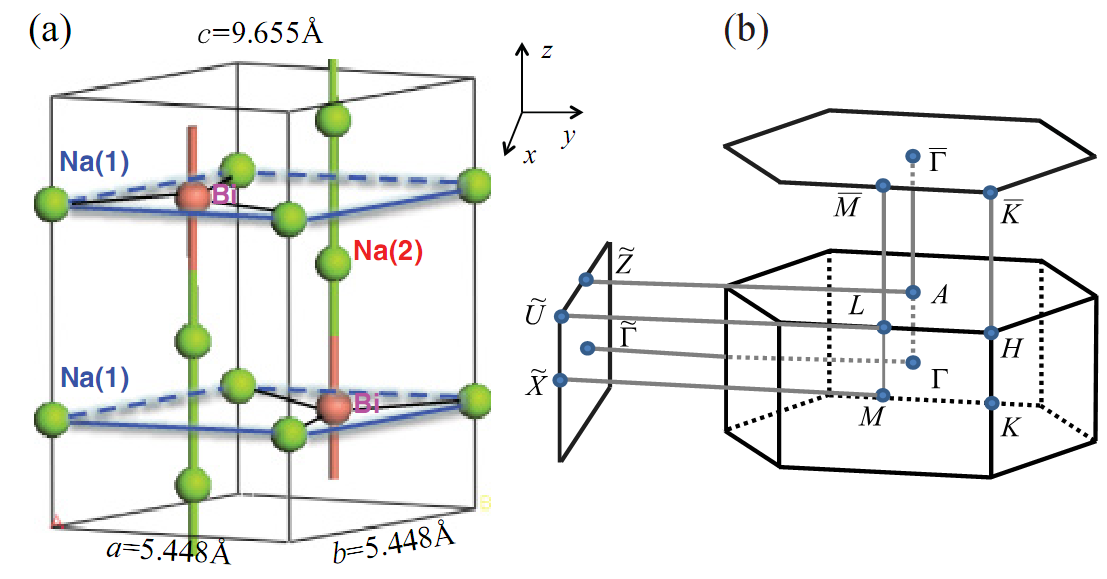 (a)
c=9.655Å
z
y
x
(b)
Na(1)
Bi
Na(2)
Na(1)
Bi
A
B
a=5.448Å
b=5.448Å
Γ̅
M̅
K̅
Z̃
A
L
Ũ
Γ̃
H
X̃
Γ
M
K